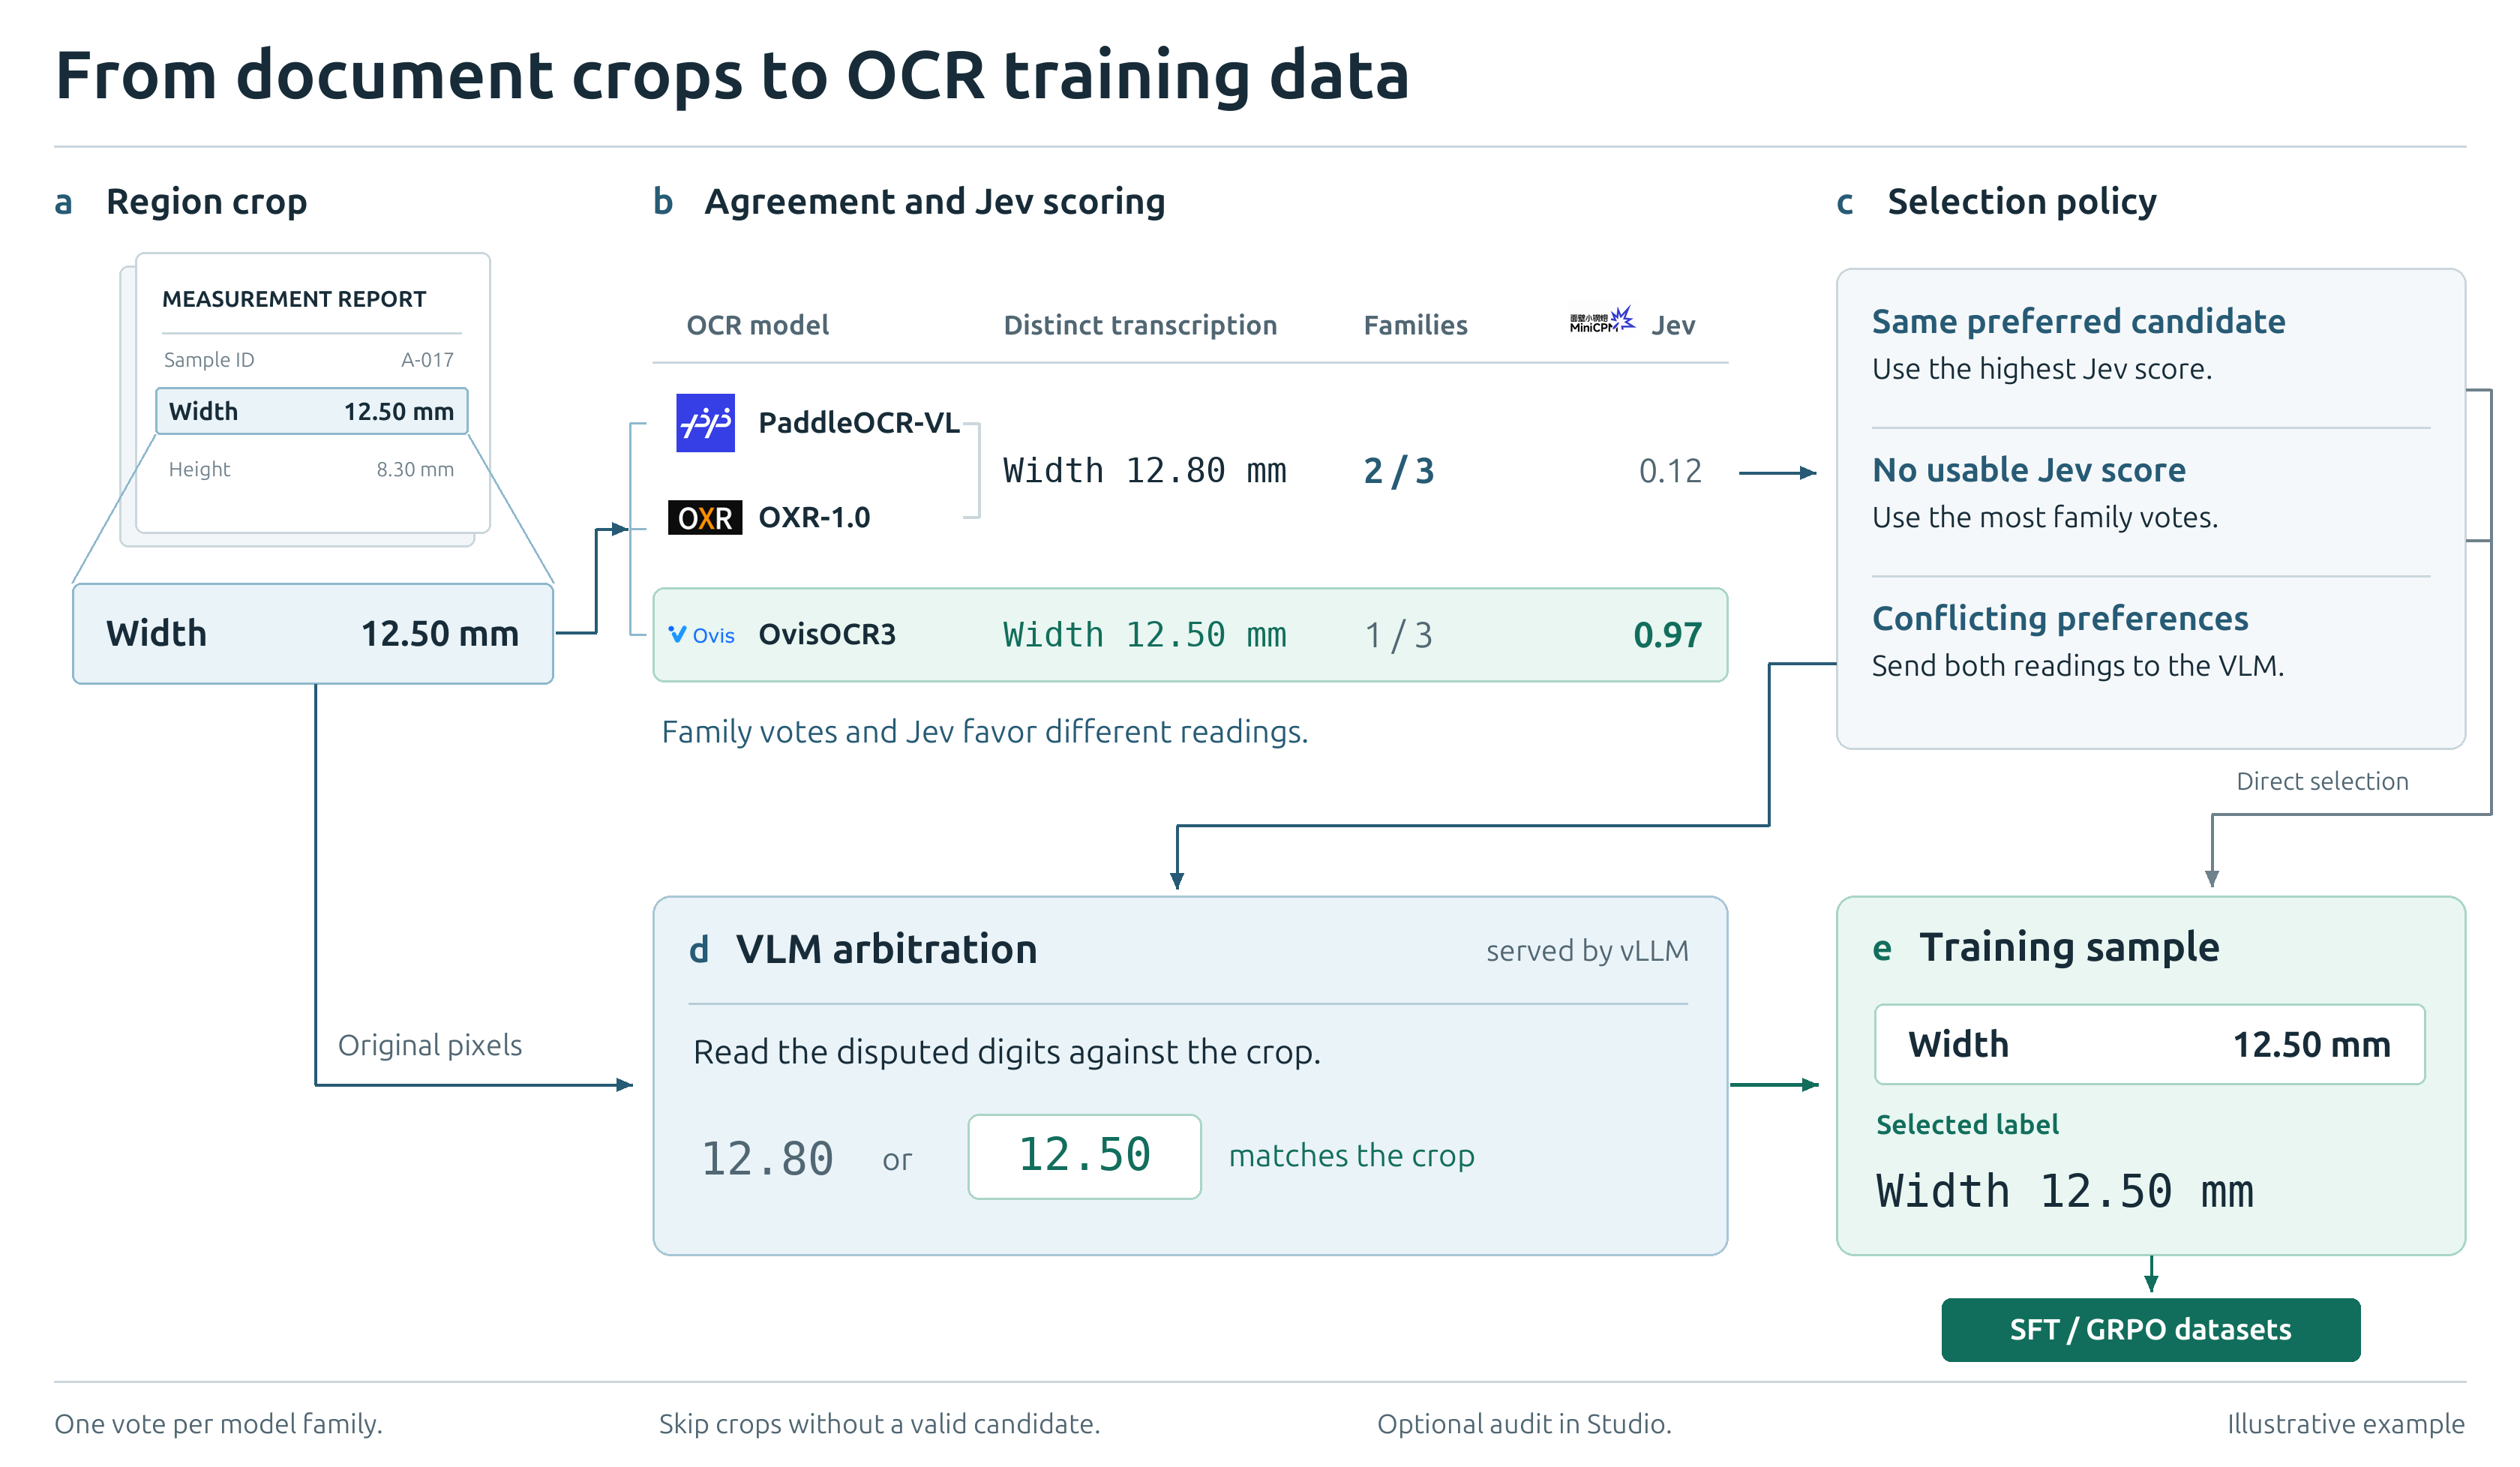 From document crops to OCR training data
a Region crop
MEASUREMENT REPORT
Sample ID A-017
Width 12.50 mm
Height 8.30 mm
Width 12.50 mm
Original pixels
b Agreement and Jev scoring
OCR model Distinct transcription Families 面壁小钢炮 MiniCPM Jev
PaddleOCR-VL
Width 12.80 mm 2 / 3 0.12
OXR OXR-1.0
Ovis OvisOCR3 Width 12.50 mm 1 / 3 0.97
Family votes and Jev favor different readings.
c Selection policy
Same preferred candidate
Use the highest Jev score.
No usable Jev score
Use the most family votes.
Conflicting preferences
Send both readings to the VLM.
Direct selection
d VLM arbitration served by vLLM
Read the disputed digits against the crop.
12.80 or 12.50 matches the crop
e Training sample
Width 12.50 mm
Selected label
Width 12.50 mm
SFT / GRPO datasets
One vote per model family. Skip crops without a valid candidate. Optional audit in Studio. Illustrative example